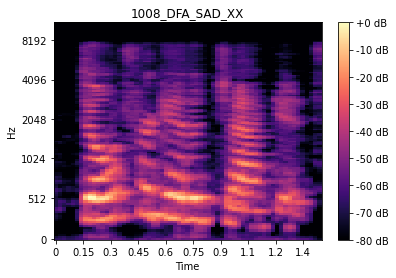 1008_DFA_SAD_XX
+0 dB
8192
-10 dB
4096
-20 dB
-30 dB
2048
Hz
-40 dB
1024
-50 dB
512
-60 dB
-70 dB
0
-80 dB
0 0.15 0.3 0.45 0.6 0.75 0.9 1.1 1.2 1.4
Time